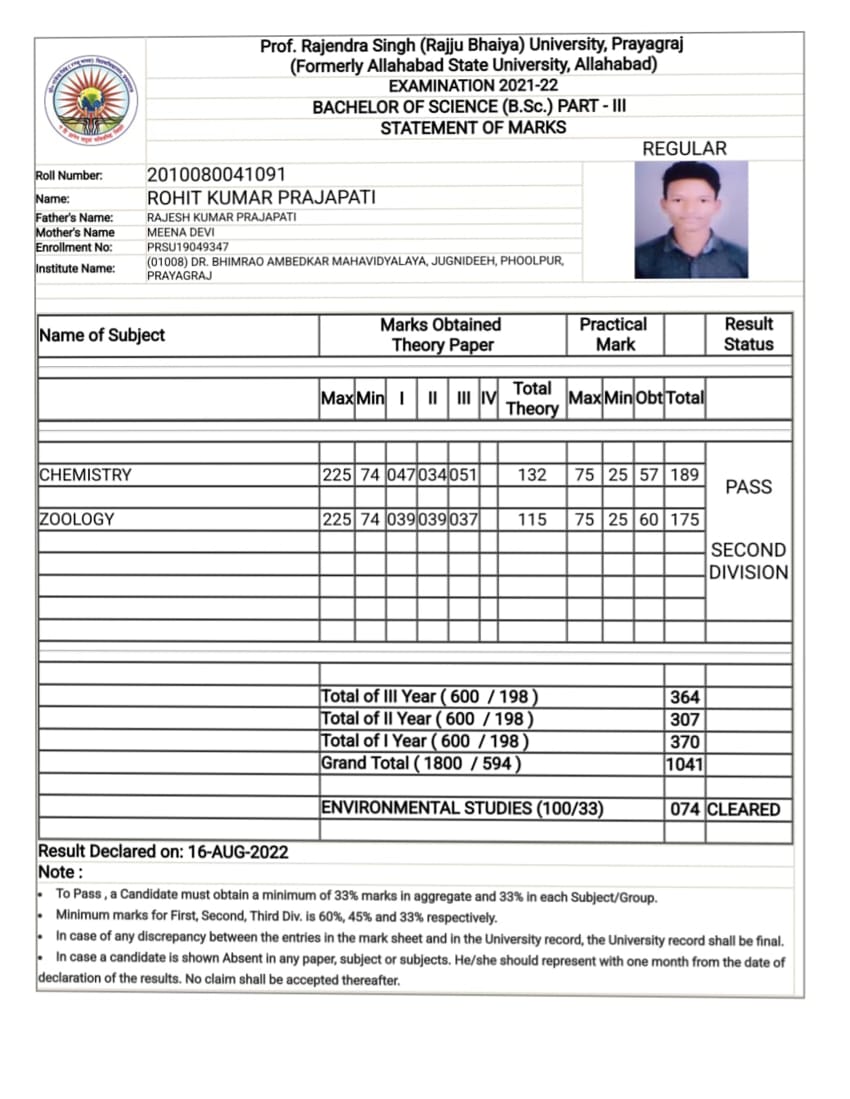 Prof. Rajendra Singh (Rajju Bhaiya) University, Prayagraj
(Formerly Allahabad State University, Allahabad)
EXAMINATION 2021-22
BACHELOR OF SCIENCE (B.Sc.) PART - III
STATEMENT OF MARKS
REGULAR
Roll Number: 2010080041091
Name: ROHIT KUMAR PRAJAPATI
Father's Name: RAJESH KUMAR PRAJAPATI
Mother's Name MEENA DEVI
Enrollment No: PRSU19049347
Institute Name: (01008) DR. BHIMRAO AMBEDKAR MAHAVIDYALAYA, JUGNIDEEH, PHOOLPUR,
PRAYAGRAJ
Name of Subject Marks Obtained Theory Paper Practical Mark Result Status
Max Min I II III IV Total Theory Max Min Obt Total
CHEMISTRY 225 74 047 034 051 132 75 25 57 189
PASS
ZOOLOGY 225 74 039 039 037 115 75 25 60 175
SECOND
DIVISION
Total of III Year ( 600 / 198 ) 364
Total of II Year ( 600 / 198 ) 307
Total of I Year ( 600 / 198 ) 370
Grand Total ( 1800 / 594 ) 1041
ENVIRONMENTAL STUDIES (100/33) 074 CLEARED
Result Declared on: 16-AUG-2022
Note :
• To Pass , a Candidate must obtain a minimum of 33% marks in aggregate and 33% in each Subject/Group.
• Minimum marks for First, Second, Third Div. is 60%, 45% and 33% respectively.
• In case of any discrepancy between the entries in the mark sheet and in the University record, the University record shall be final.
• In case a candidate is shown Absent in any paper, subject or subjects. He/she should represent with one month from the date of
declaration of the results. No claim shall be accepted thereafter.